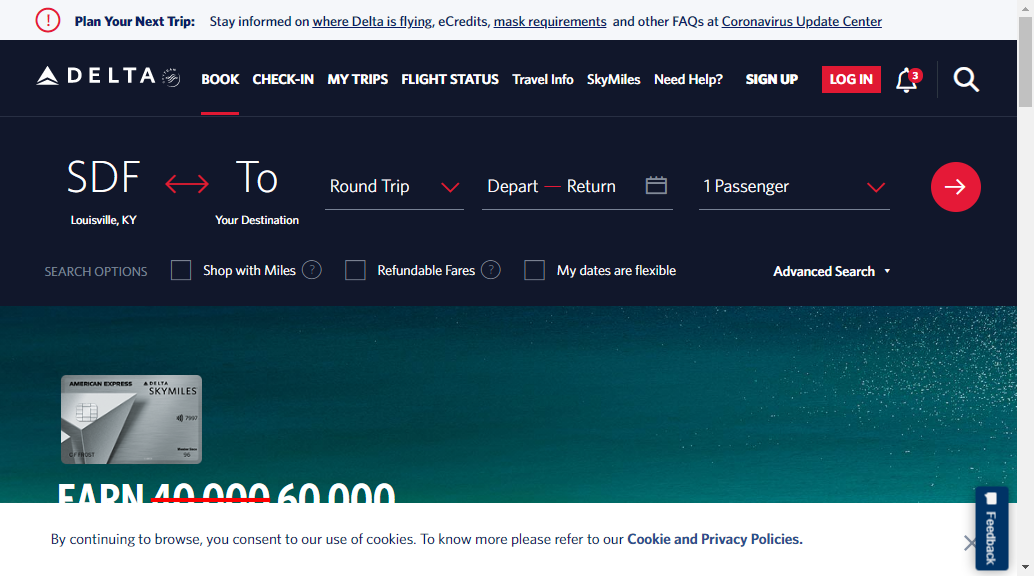 Plan Your Next Trip: Stay informed on where Delta is flying, eCredits, mask requirements and other FAQs at Coronavirus Update Center
DELTA BOOK CHECK-IN MY TRIPS FLIGHT STATUS Travel Info SkyMiles Need Help? SIGN UP LOG IN 3
SDF To Round Trip Depart — Return 1 Passenger
Louisville, KY Your Destination
SEARCH OPTIONS Shop with Miles ? Refundable Fares ? My dates are flexible Advanced Search
AMERICAN EXPRESS DELTA
SKYMILES
7997
C F FROST 96
EARN 40,000 60,000
By continuing to browse, you consent to our use of cookies. To know more please refer to our Cookie and Privacy Policies.
Feedback